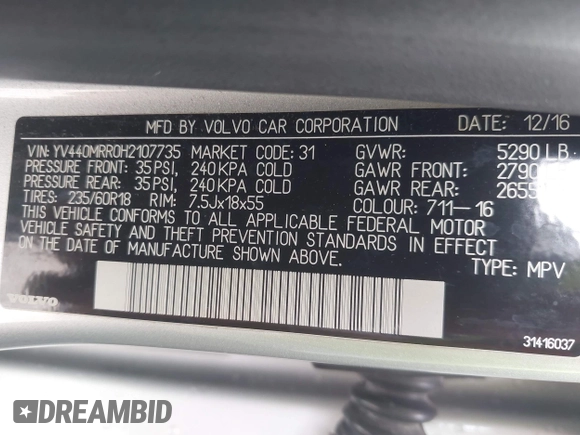 MFD BY VOLVO CAR CORPORATION DATE: 12/16
VIN: YV440MRR0H2107735 MARKET CODE: 31 GVWR: 5290 LB
PRESSURE FRONT: 35 PSI, 240 KPA COLD GAWR FRONT: 2790
PRESSURE REAR: 35 PSI, 240 KPA COLD GAWR REAR: 265
TIRES: 235/60R18 RIM: 7.5Jx18x55
THIS VEHICLE CONFORMS TO ALL COLOUR: 711-16
APPLICABLE FEDERAL MOTOR
VEHICLE SAFETY AND THEFT PREVENTION STANDARDS IN EFFECT
ON THE DATE OF MANUFACTURE SHOWN ABOVE.
TYPE: MPV
VOLVO
31416037
DREAMBID